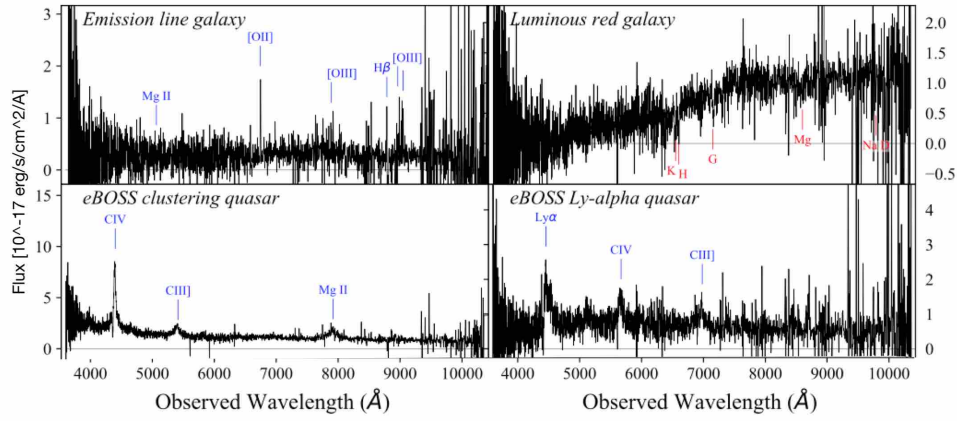 Emission line galaxy
3
2
1
0
Mg II
[OII]
[OIII]
Hβ
[OIII]
Luminous red galaxy
2.0
1.5
1.0
0.5
0.0
−0.5
K
H
G
Mg
Na D
Flux [10^-17 erg/s/cm^2/A]
eBOSS clustering quasar
15
10
5
0
CIV
CIII]
Mg II
4000 5000 6000 7000 8000 9000 10000
Observed Wavelength (Å)
eBOSS Ly-alpha quasar
4
3
2
1
0
Lyα
CIV
CIII]
4000 5000 6000 7000 8000 9000 10000
Observed Wavelength (Å)